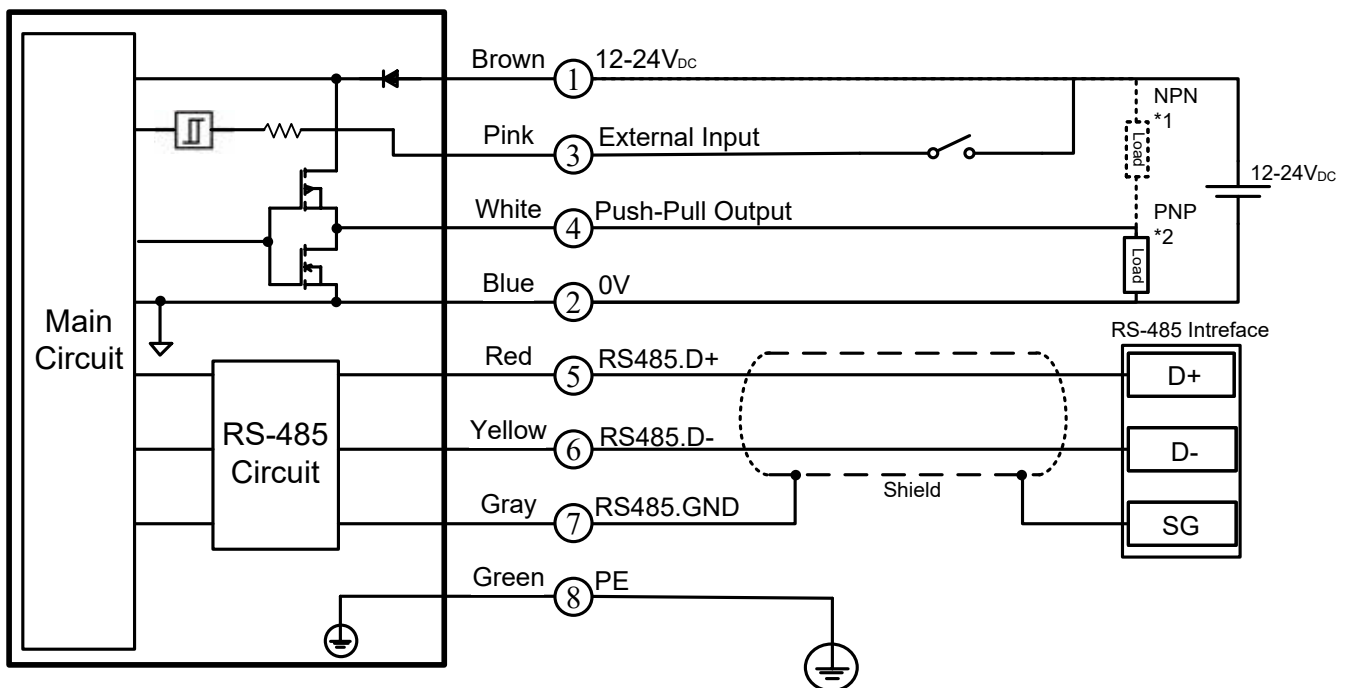 Brown 1 12-24VDC
NPN
*1
Load
Pink 3 External Input
12-24VDC
White 4 Push-Pull Output
PNP
*2
Load
Blue 2 0V
Main
Circuit
RS-485 Intreface
Red 5 RS485.D+
D+
RS-485
Circuit
Yellow 6 RS485.D-
D-
Shield
Gray 7 RS485.GND
SG
Green 8 PE